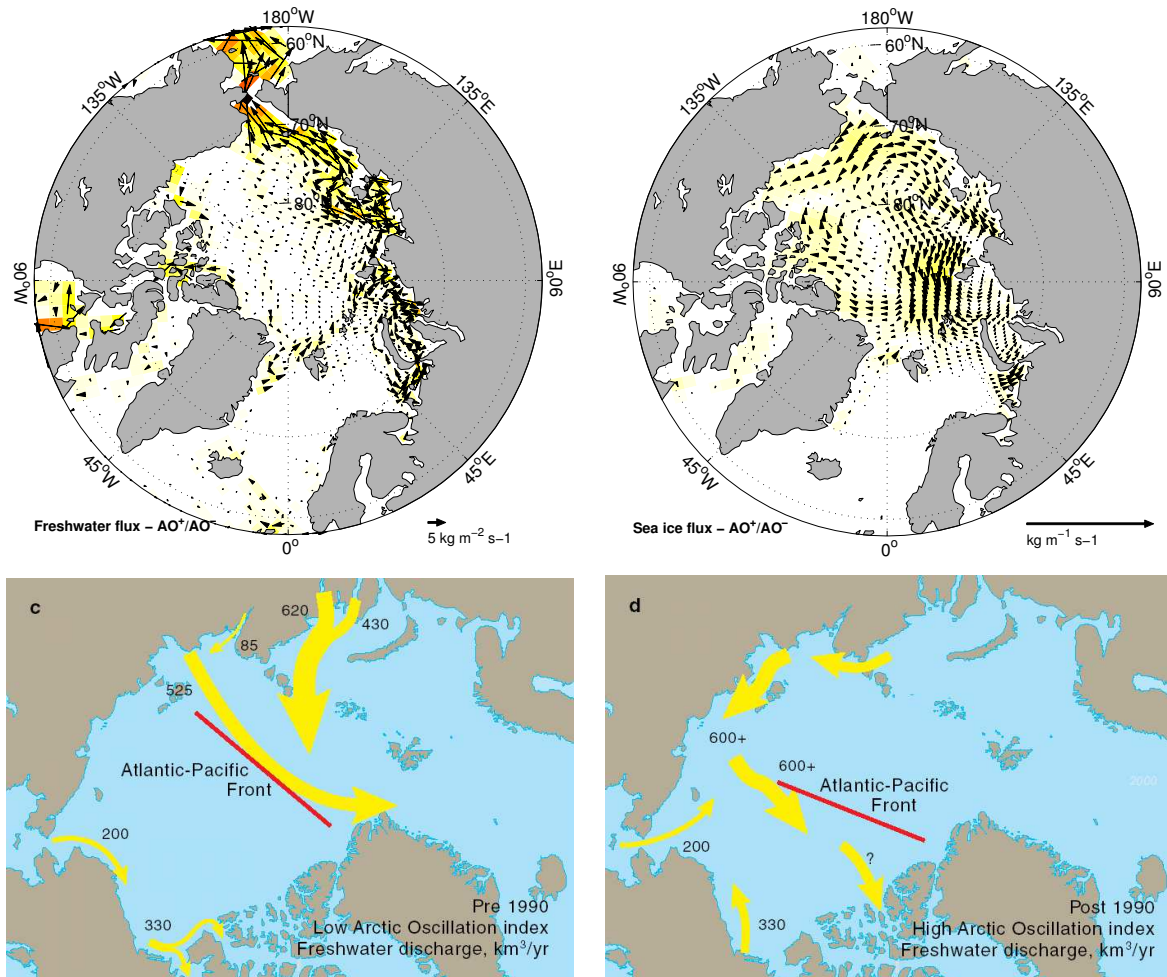 180°W
60°N
135°W
135°E
70°N
80°N
90°W
90°E
45°W
45°E
0°
Freshwater flux – AO⁺/AO⁻
5 kg m⁻² s–1
180°W
60°N
135°W
135°E
70°N
80°N
90°W
90°E
45°W
45°E
0°
Sea ice flux – AO⁺/AO⁻
kg m⁻¹ s–1
c
620
430
85
525
Atlantic-Pacific
Front
200
330
Pre 1990
Low Arctic Oscillation index
Freshwater discharge, km³/yr
d
600+
600+
Atlantic-Pacific
Front
2000
200
?
330
Post 1990
High Arctic Oscillation index
Freshwater discharge, km³/yr